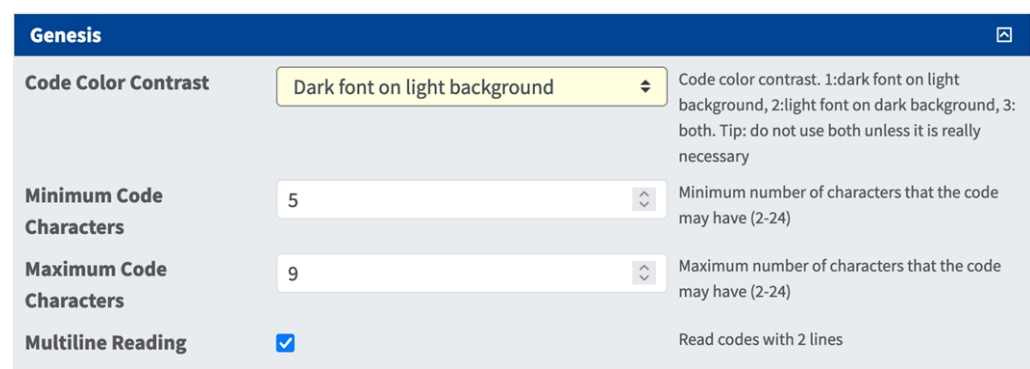 Genesis
Code Color Contrast
Dark font on light background
Code color contrast. 1:dark font on light
background, 2:light font on dark background, 3:
both. Tip: do not use both unless it is really
necessary
Minimum Code
Characters
5
Minimum number of characters that the code
may have (2-24)
Maximum Code
Characters
9
Maximum number of characters that the code
may have (2-24)
Multiline Reading
Read codes with 2 lines